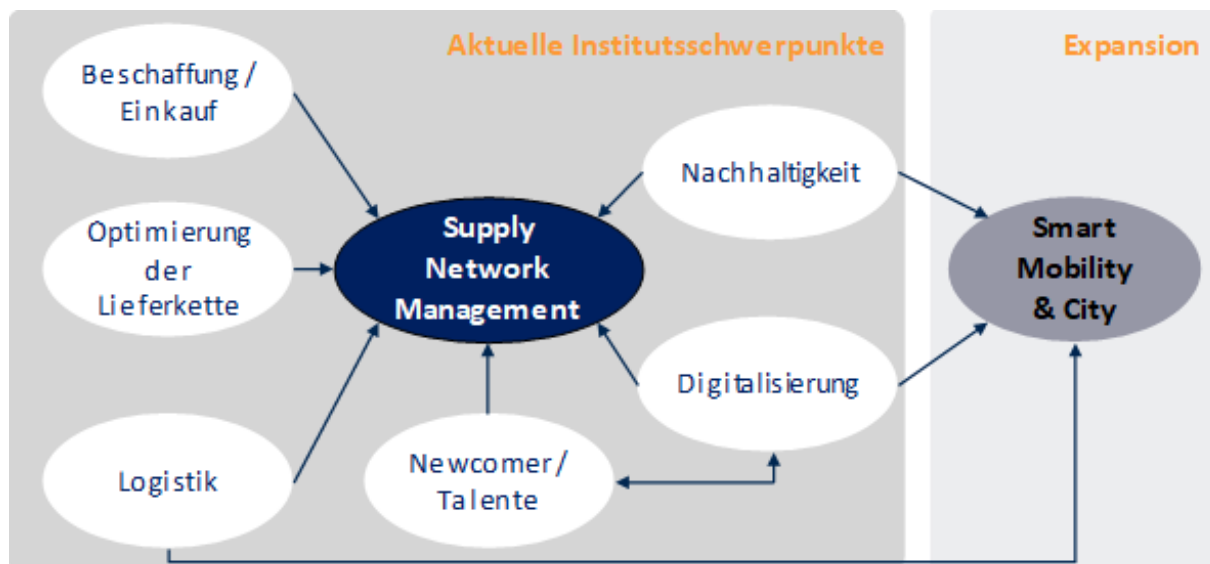 Aktuelle Institutsschwerpunkte
Expansion
Beschaffung /
Einkauf
Nachhaltigkeit
Optimierung
der
Lieferkette
Supply
Network
Management
Smart
Mobility
& City
Digitalisierung
Logistik
Newcomer /
Talente